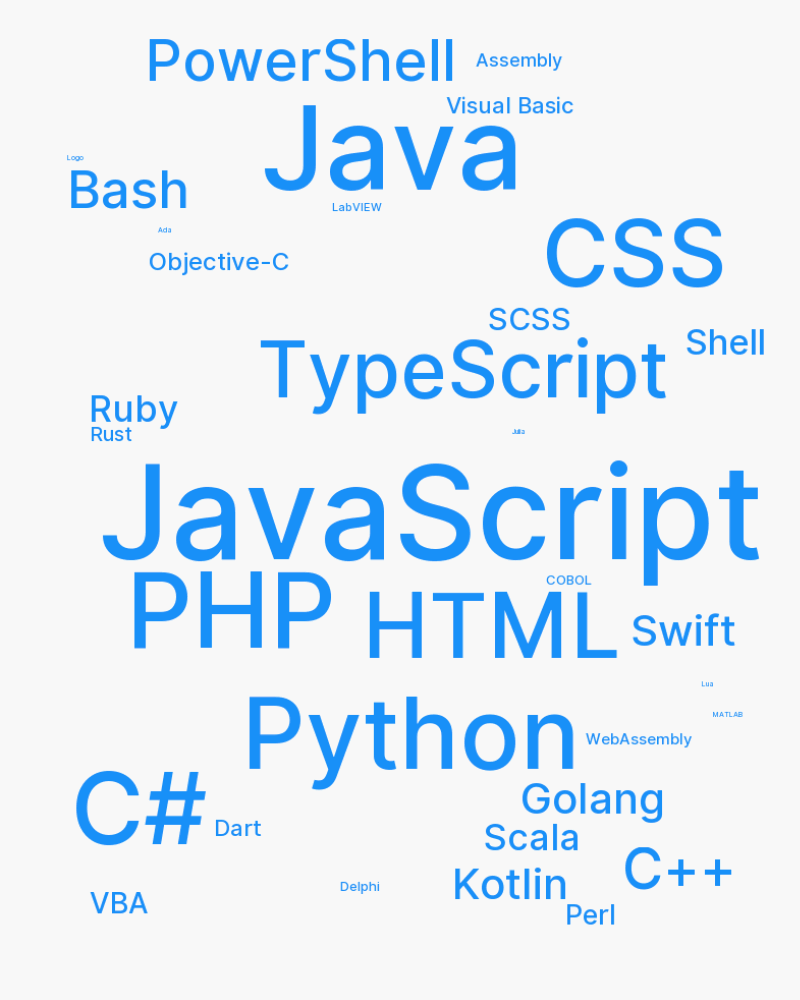 PowerShell
Assembly
Visual Basic
Java
Logo
Bash
LabVIEW
Ada
Objective-C
CSS
SCSS
Shell
TypeScript
Ruby
Rust
Julia
JavaScript
PHP
COBOL
HTML
Swift
Lua
MATLAB
Python
WebAssembly
C#
Golang
Dart
Scala
C++
Kotlin
Delphi
VBA
Perl